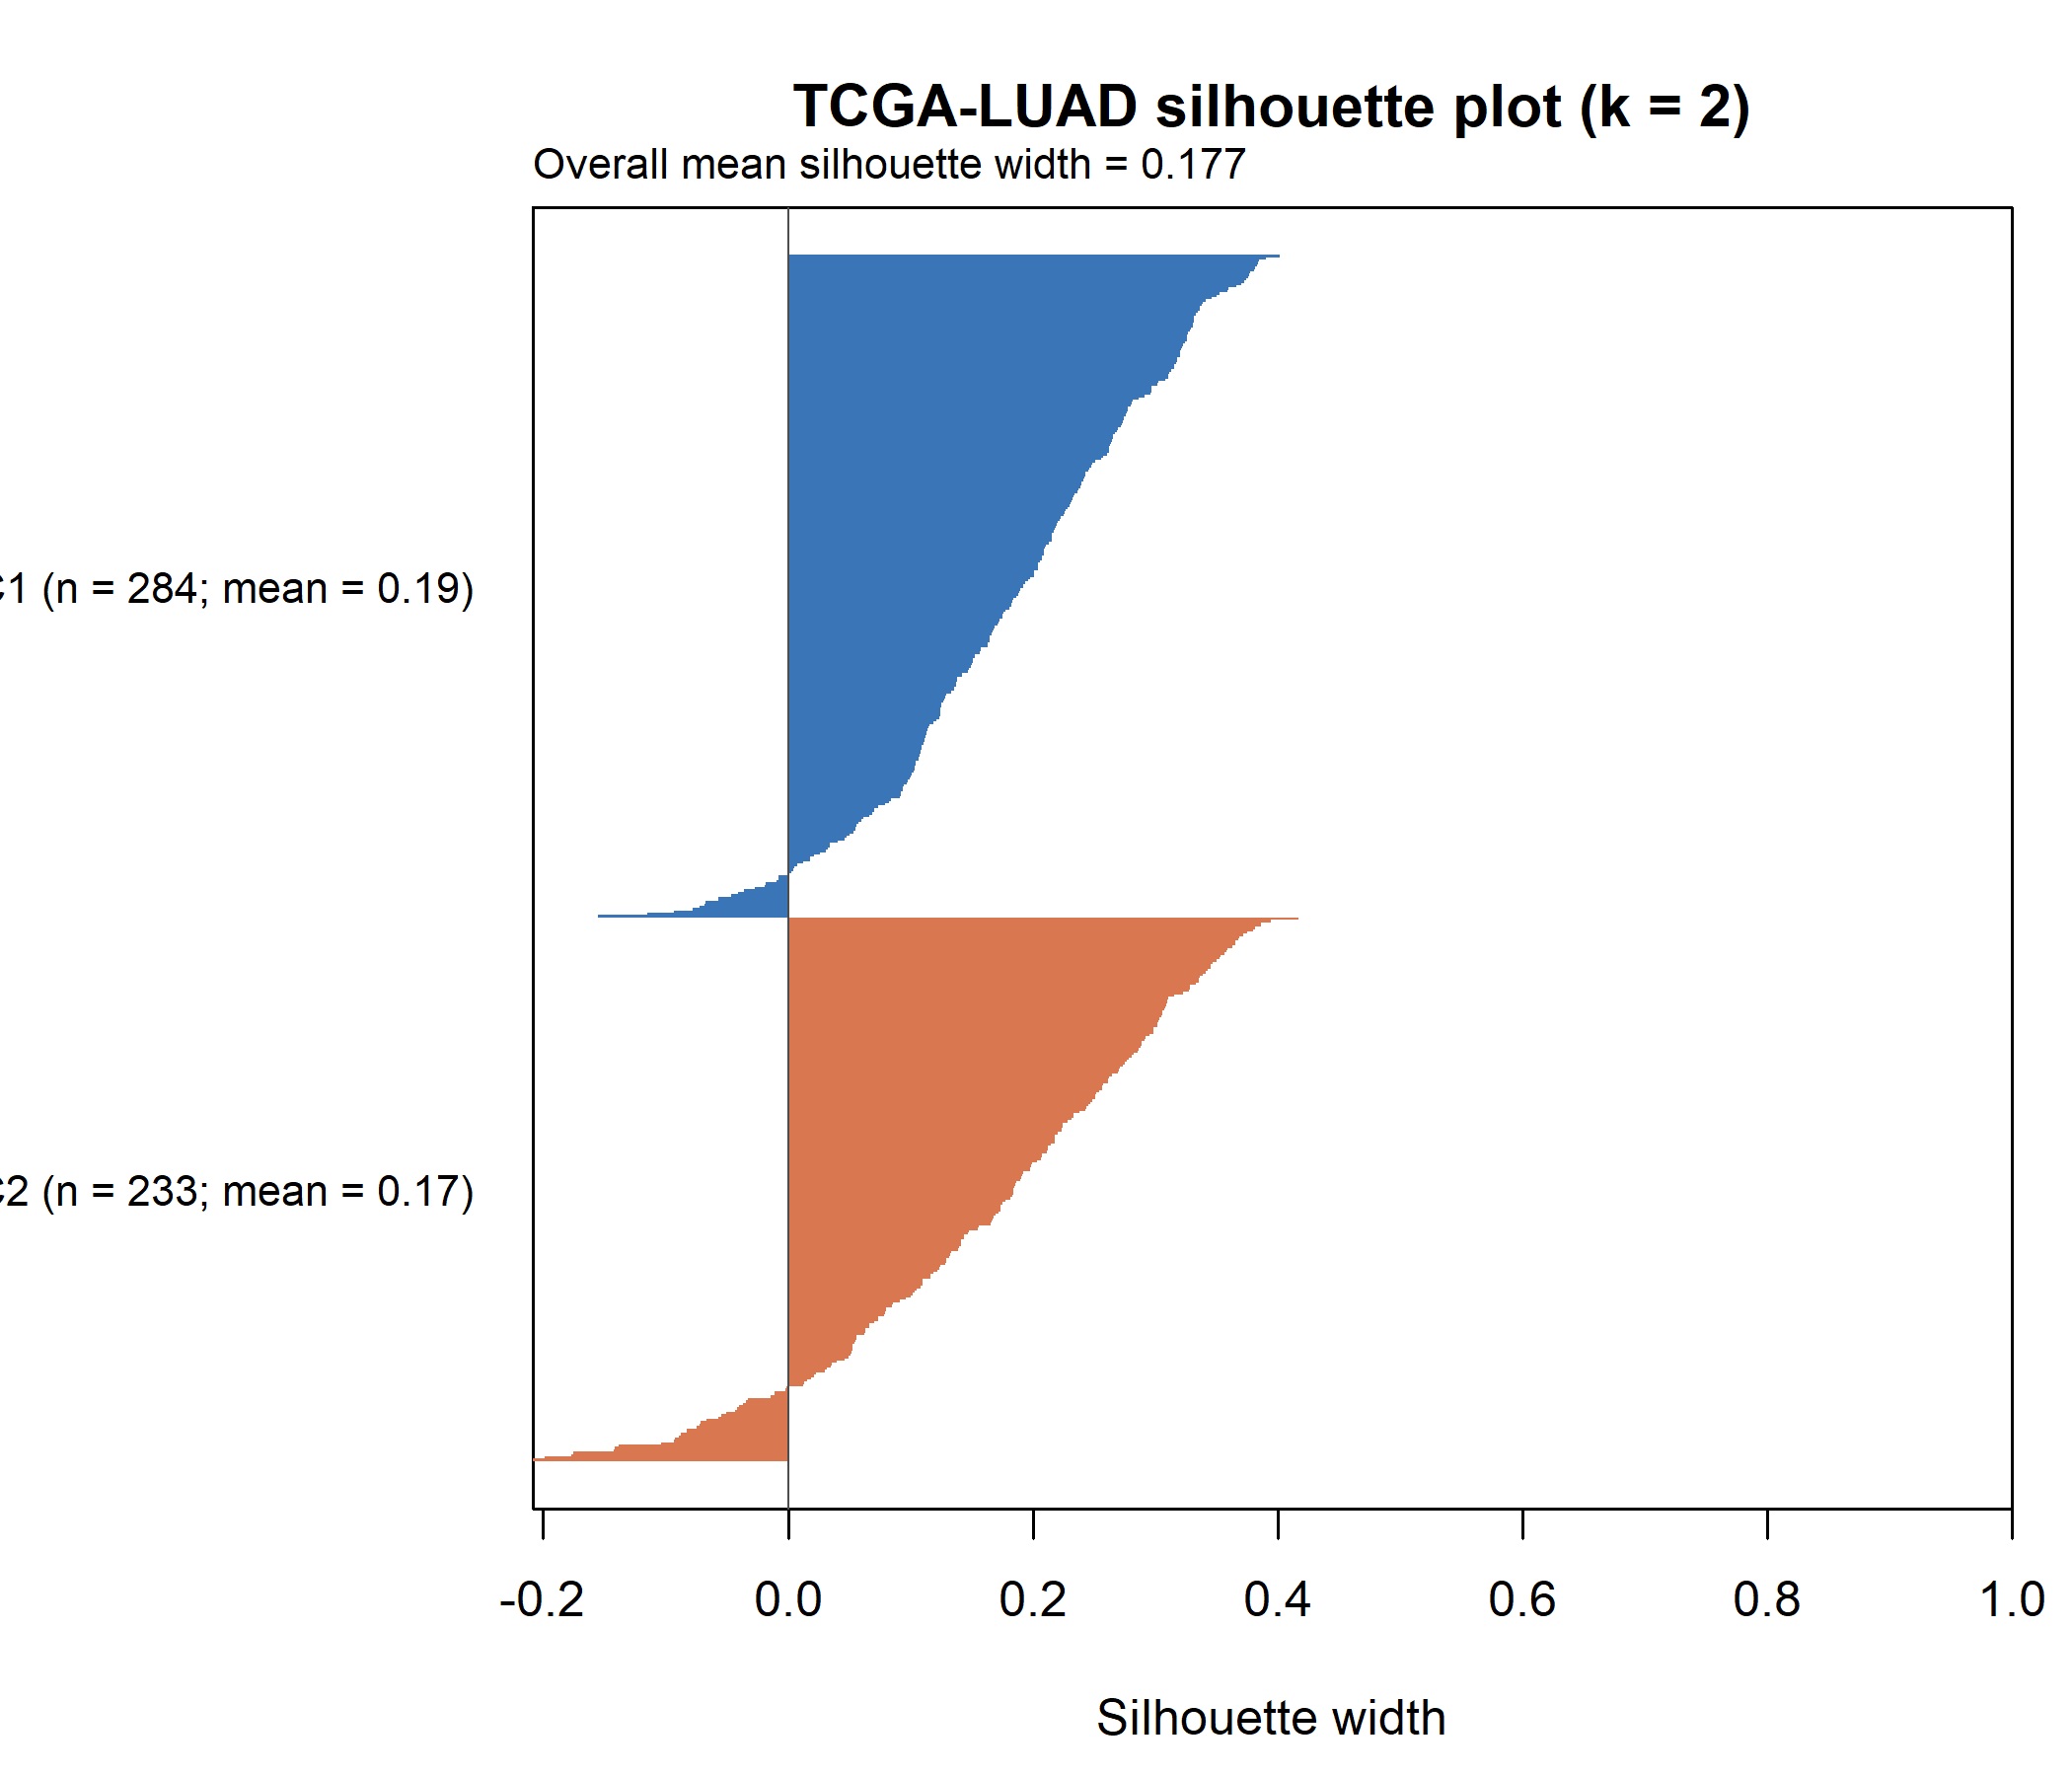 TCGA-LUAD silhouette plot (k = 2)
Overall mean silhouette width = 0.177
1 (n = 284; mean = 0.19)
2 (n = 233; mean = 0.17)
-0.2 0.0 0.2 0.4 0.6 0.8 1.0
Silhouette width